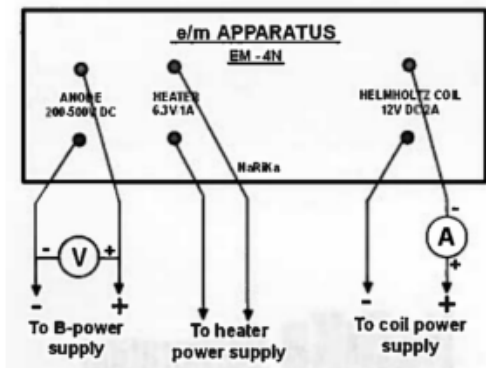 e/m APPARATUS
EM - 4N
ANODE
200-500V DC
HEATER
6.3V/1A
HELMHOLTZ COIL
12V DC/2A
NaRiKa
- V +
-
A
+
- + - +
To B-power
supply
To heater
power supply
To coil power
supply